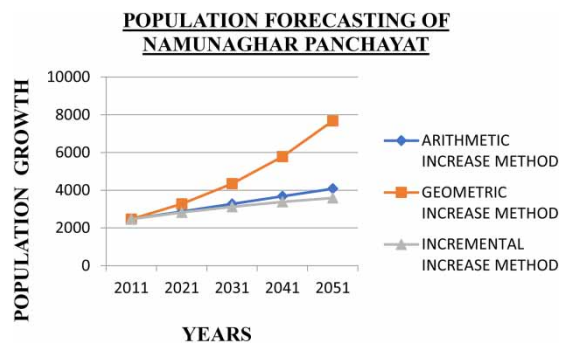 POPULATION FORECASTING OF
NAMUNAGHAR PANCHAYAT
POPULATION GROWTH
10000
8000
6000
4000
2000
0
2011 2021 2031 2041 2051
YEARS
ARITHMETIC
INCREASE METHOD
GEOMETRIC
INCREASE METHOD
INCREMENTAL
INCREASE METHOD